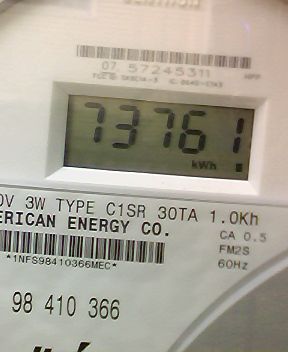 07 57245311
73761
kWh
0V 3W TYPE C1SR 30TA 1.0Kh
ERICAN ENERGY CO.
CA 0.5
FM2S
*1NFS98410366MEC*
60Hz
98 410 366